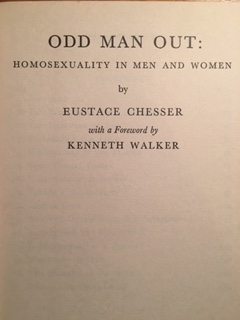 ODD MAN OUT:
HOMOSEXUALITY IN MEN AND WOMEN
by
EUSTACE CHESSER
with a Foreword by
KENNETH WALKER